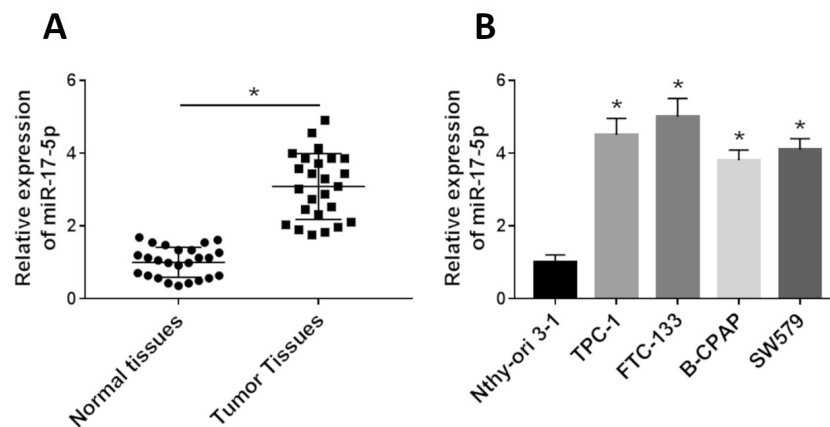 A
Relative expression
of miR-17-5p
6
4
2
0
*
Normal tissues
Tumor Tissues
B
Relative expression
of miR-17-5p
6
4
2
0
*
*
*
*
Nthy-ori 3-1
TPC-1
FTC-133
B-CPAP
SW579